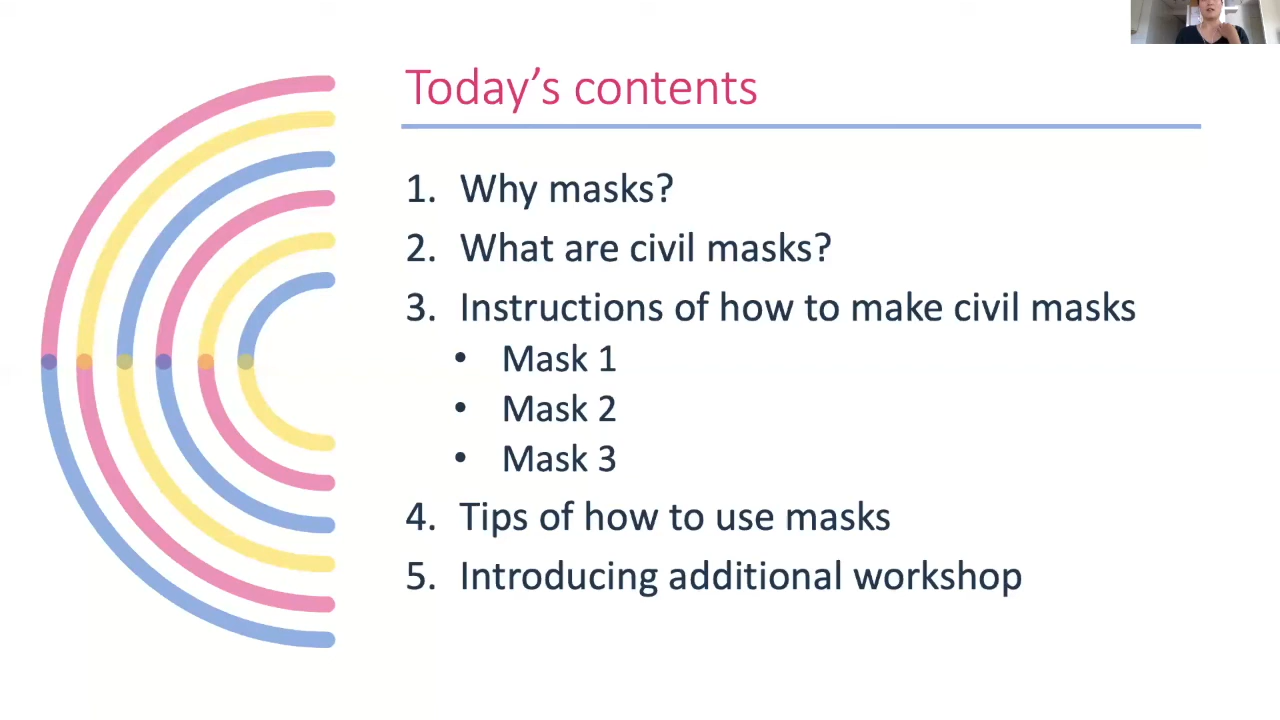 Today’s contents
1. Why masks?
2. What are civil masks?
3. Instructions of how to make civil masks
• Mask 1
• Mask 2
• Mask 3
4. Tips of how to use masks
5. Introducing additional workshop